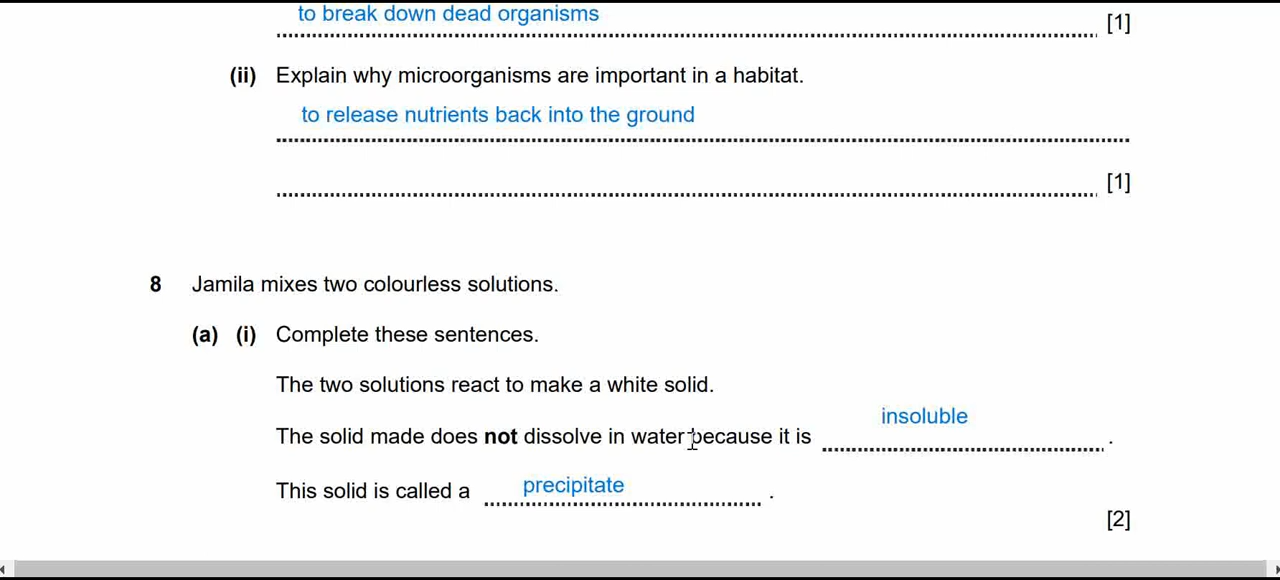 to break down dead organisms
[1]
(ii) Explain why microorganisms are important in a habitat.
to release nutrients back into the ground
[1]
8 Jamila mixes two colourless solutions.
(a) (i) Complete these sentences.
The two solutions react to make a white solid.
insoluble
The solid made does not dissolve in water because it is .
This solid is called a precipitate .
[2]